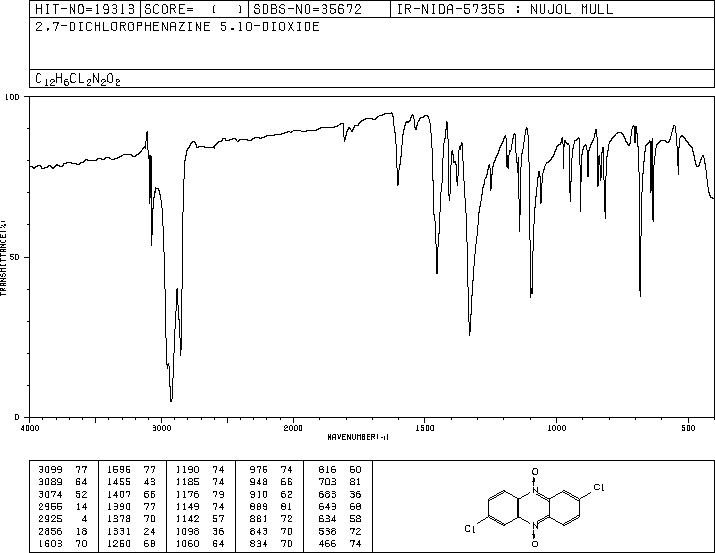 HIT-NO=19313 SCORE= ( ) SDBS-NO=35672 IR-NIDA-57355 : NUJOL MULL
2,7-DICHLOROPHENAZINE 5,10-DIOXIDE
C12H6CL2N2O2
100
50
0
TRANSMITTANCE(%)
4000 3000 2000 1500 1000 500
WAVENUMBER(-1)
3099 77 1596 77 1190 74 976 74 816 60
3089 64 1455 43 1185 74 948 66 703 81
3074 52 1407 66 1176 79 910 62 683 36
2955 14 1390 77 1149 74 889 81 643 68
2925 4 1378 70 1142 57 881 72 634 58
2856 18 1331 24 1098 36 843 70 538 72
1603 70 1250 68 1060 64 834 70 466 74
O
N
Cl
Cl
N
O